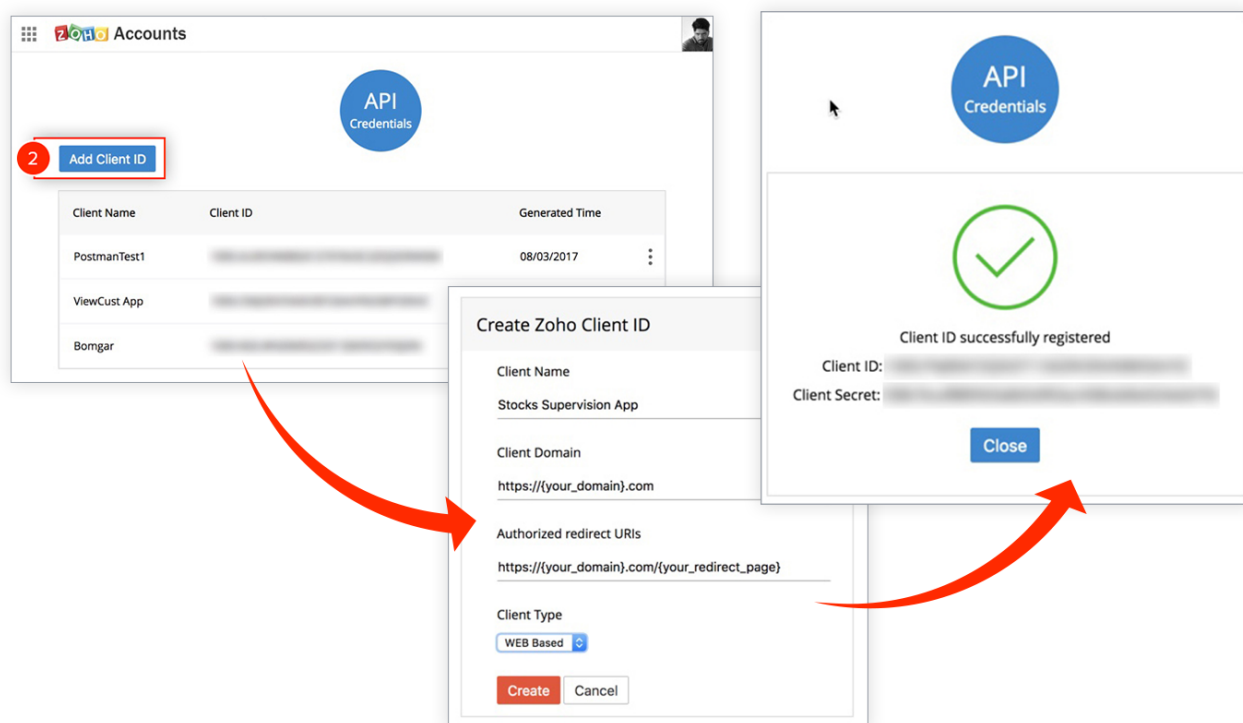 ZOHO Accounts
API
Credentials
2
Add Client ID
Client Name Client ID Generated Time
PostmanTest1 08/03/2017
ViewCust App
Bomgar
Create Zoho Client ID
Client Name
Stocks Supervision App
Client Domain
https://{your_domain}.com
Authorized redirect URIs
https://{your_domain}.com/{your_redirect_page}
Client Type
WEB Based
Create Cancel
API
Credentials
Client ID successfully registered
Client ID:
Client Secret:
Close